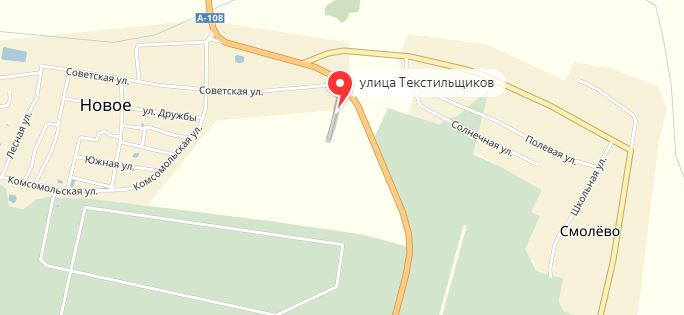 А-108
Советская ул.
Советская ул.
улица Текстильщиков
Новое
ул. Дружбы
Лесная ул.
Южная ул.
Комсомольская ул.
Комсомольская ул.
Солнечная ул.
Полевая ул.
Школьная ул.
Смолёво